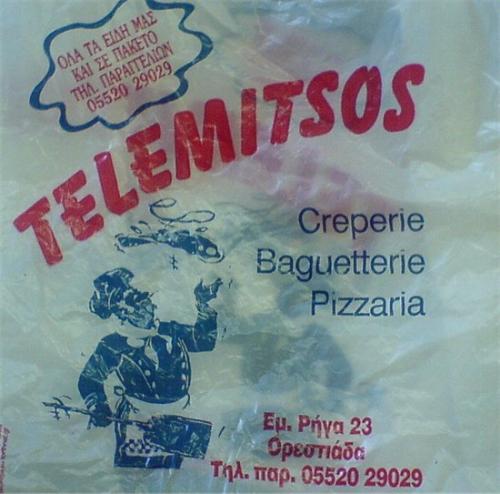 ΟΛΑ ΤΑ ΕΙΔΗ ΜΑΣ
ΚΑΙ ΣΕ ΠΑΚΕΤΟ
ΤΗΛ. ΠΑΡΑΓΓΕΛΙΩΝ
05520 29029
TELEMITSOS
Creperie
Baguetterie
Pizzaria
Εμ. Ρήγα 23
Ορεστιάδα
Τηλ. παρ. 05520 29029